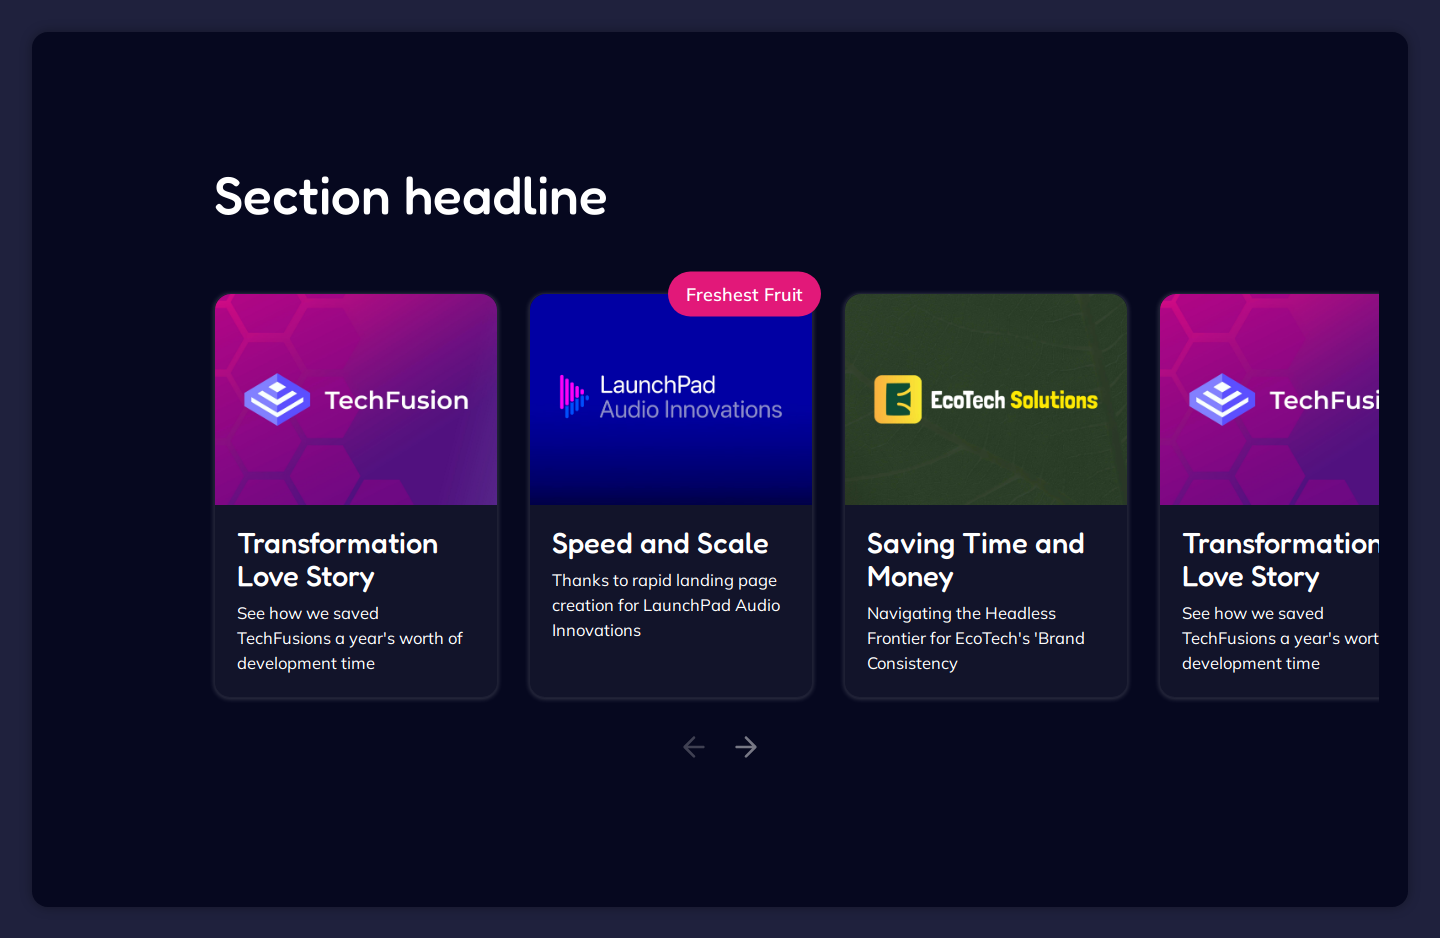 Section headline
Freshest Fruit
TechFusion
Transformation
Love Story
See how we saved
TechFusions a year's worth of
development time
LaunchPad
Audio Innovations
Speed and Scale
Thanks to rapid landing page
creation for LaunchPad Audio
Innovations
EcoTech Solutions
Saving Time and
Money
Navigating the Headless
Frontier for EcoTech's 'Brand
Consistency
TechFusi
Transformation
Love Story
See how we saved
TechFusions a year's wort
development time